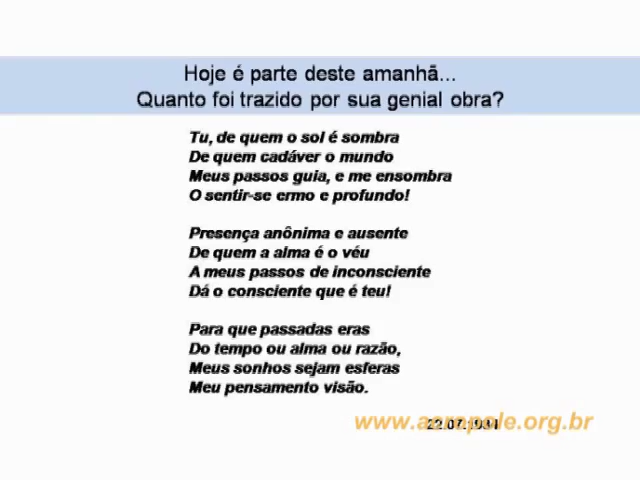 Hoje é parte deste amanhã...
Quanto foi trazido por sua genial obra?
Tu, de quem o sol é sombra
De quem cadáver o mundo
Meus passos guia, e me ensombra
O sentir-se ermo e profundo!
Presença anônima e ausente
De quem a alma é o véu
A meus passos de inconsciente
Dá o consciente que é teu!
Para que passadas eras
Do tempo ou alma ou razão,
Meus sonhos sejam esferas
Meu pensamento visão.
www.acropole.org.br